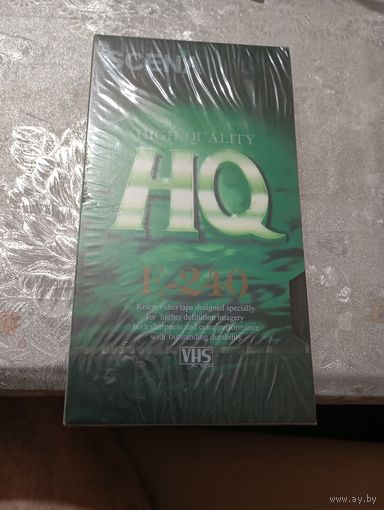 SCENA
HIGH QUALITY
HQ
E-240
Kolon video tape designed specially
for higher definition imagery
both sharpness and color performance
with outstanding durability.
VHS
www.ay.by